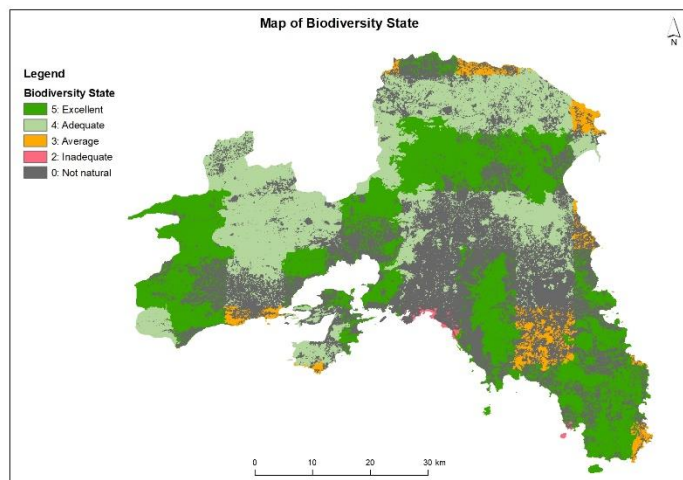 Map of Biodiversity State
N
Legend
Biodiversity State
5: Excellent
4: Adequate
3: Average
2: Inadequate
0: Not natural
0 10 20 30 km